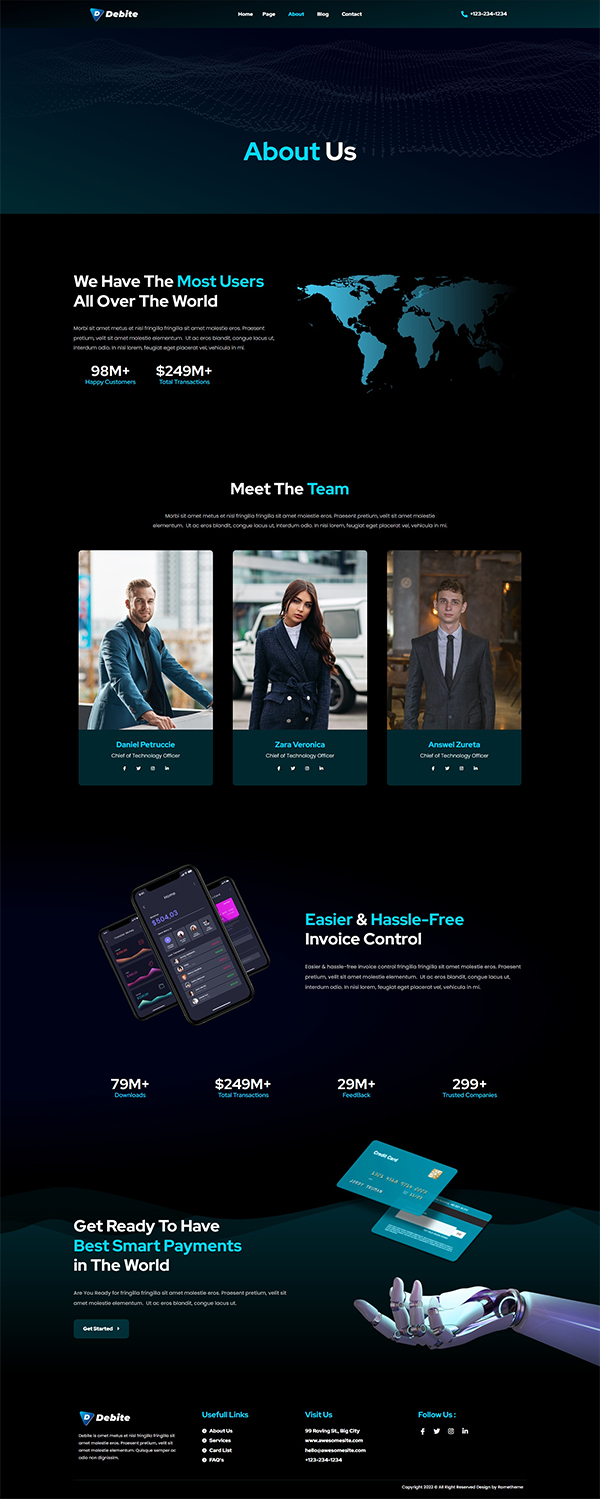 Debite
Home Page About Blog Contact
+123-234-1234
About Us
We Have The Most Users
All Over The World
Morbi sit amet metus et nisl fringilla fringilla sit amet molestie eros. Praesent
pretium, velit sit amet molestie elementum. Ut ac eros blandit, congue lacus ut,
interdum odio. In nisl lorem, feugiat eget placerat vel, vehicula in mi.
98M+ $249M+
Happy Customers Total Transactions
Meet The Team
Morbi sit amet metus et nisl fringilla fringilla sit amet molestie eros. Praesent pretium, velit sit amet molestie
elementum. Ut ac eros blandit, congue lacus ut, interdum odio. In nisl lorem, feugiat eget placerat vel, vehicula in mi.
Daniel Petruccie
Chief of Technology Officer
Zara Veronica
Chief of Technology Officer
Answel Zureta
Chief of Technology Officer
Home
$504,03
Easier & Hassle-Free
Invoice Control
Easier & hassle-free invoice control fringilla fringilla sit amet molestie eros. Praesent
pretium, velit sit amet molestie elementum. Ut ac eros blandit, congue lacus ut,
interdum odio. In nisl lorem, feugiat eget placerat vel, vehicula in mi.
79M+ $249M+ 29M+ 299+
Downloads Total Transactions FeedBack Trusted Companies
Credit Card
Get Ready To Have
Best Smart Payments
in The World
Are You Ready for fringilla fringilla sit amet molestie eros. Praesent pretium, velit sit
amet molestie elementum. Ut ac eros blandit, congue lacus ut.
Get Started
Debite
Debite is amet metus et nisl fringilla fringilla sit
amet molestie eros. Praesent pretium, velit sit
amet molestie elementum. Quisque semper ac
odio non dignissim.
Usefull Links
About Us
Services
Card List
FAQ's
Visit Us
99 Roving St., Big City
www.awesomesite.com
hello@awesomesite.com
+123-234-1234
Follow Us :
Copyright 2022 © All Right Reserved Design by Rometheme